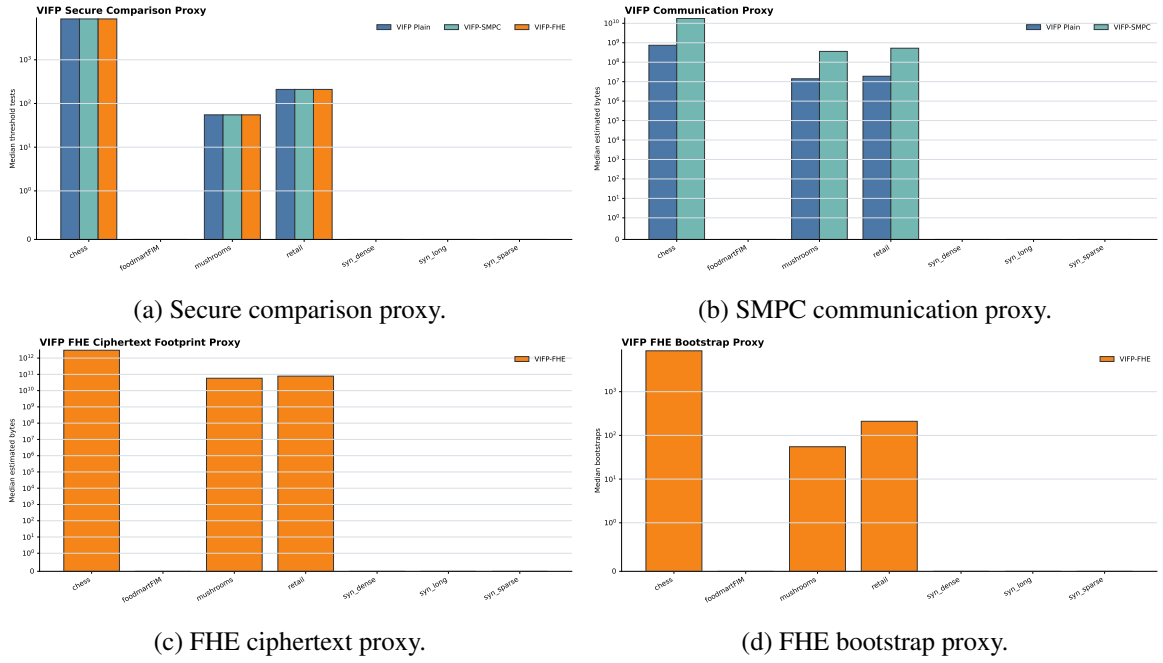 VIFP Secure Comparison Proxy
VIFP Plain VIFP-SMPC VIFP-FHE
Median threshold tests
10³
10²
10¹
10⁰
0
chess foodmartFIM mushrooms retail syn_dense syn_long syn_sparse
(a) Secure comparison proxy.
VIFP Communication Proxy
VIFP Plain VIFP-SMPC
Median estimated bytes
10¹⁰
10⁹
10⁸
10⁷
10⁶
10⁵
10⁴
10³
10²
10¹
10⁰
0
chess foodmartFIM mushrooms retail syn_dense syn_long syn_sparse
(b) SMPC communication proxy.
VIFP FHE Ciphertext Footprint Proxy
VIFP-FHE
Median estimated bytes
10¹²
10¹¹
10¹⁰
10⁹
10⁸
10⁷
10⁶
10⁵
10⁴
10³
10²
10¹
10⁰
0
chess foodmartFIM mushrooms retail syn_dense syn_long syn_sparse
(c) FHE ciphertext proxy.
VIFP FHE Bootstrap Proxy
VIFP-FHE
Median bootstraps
10³
10²
10¹
10⁰
0
chess foodmartFIM mushrooms retail syn_dense syn_long syn_sparse
(d) FHE bootstrap proxy.